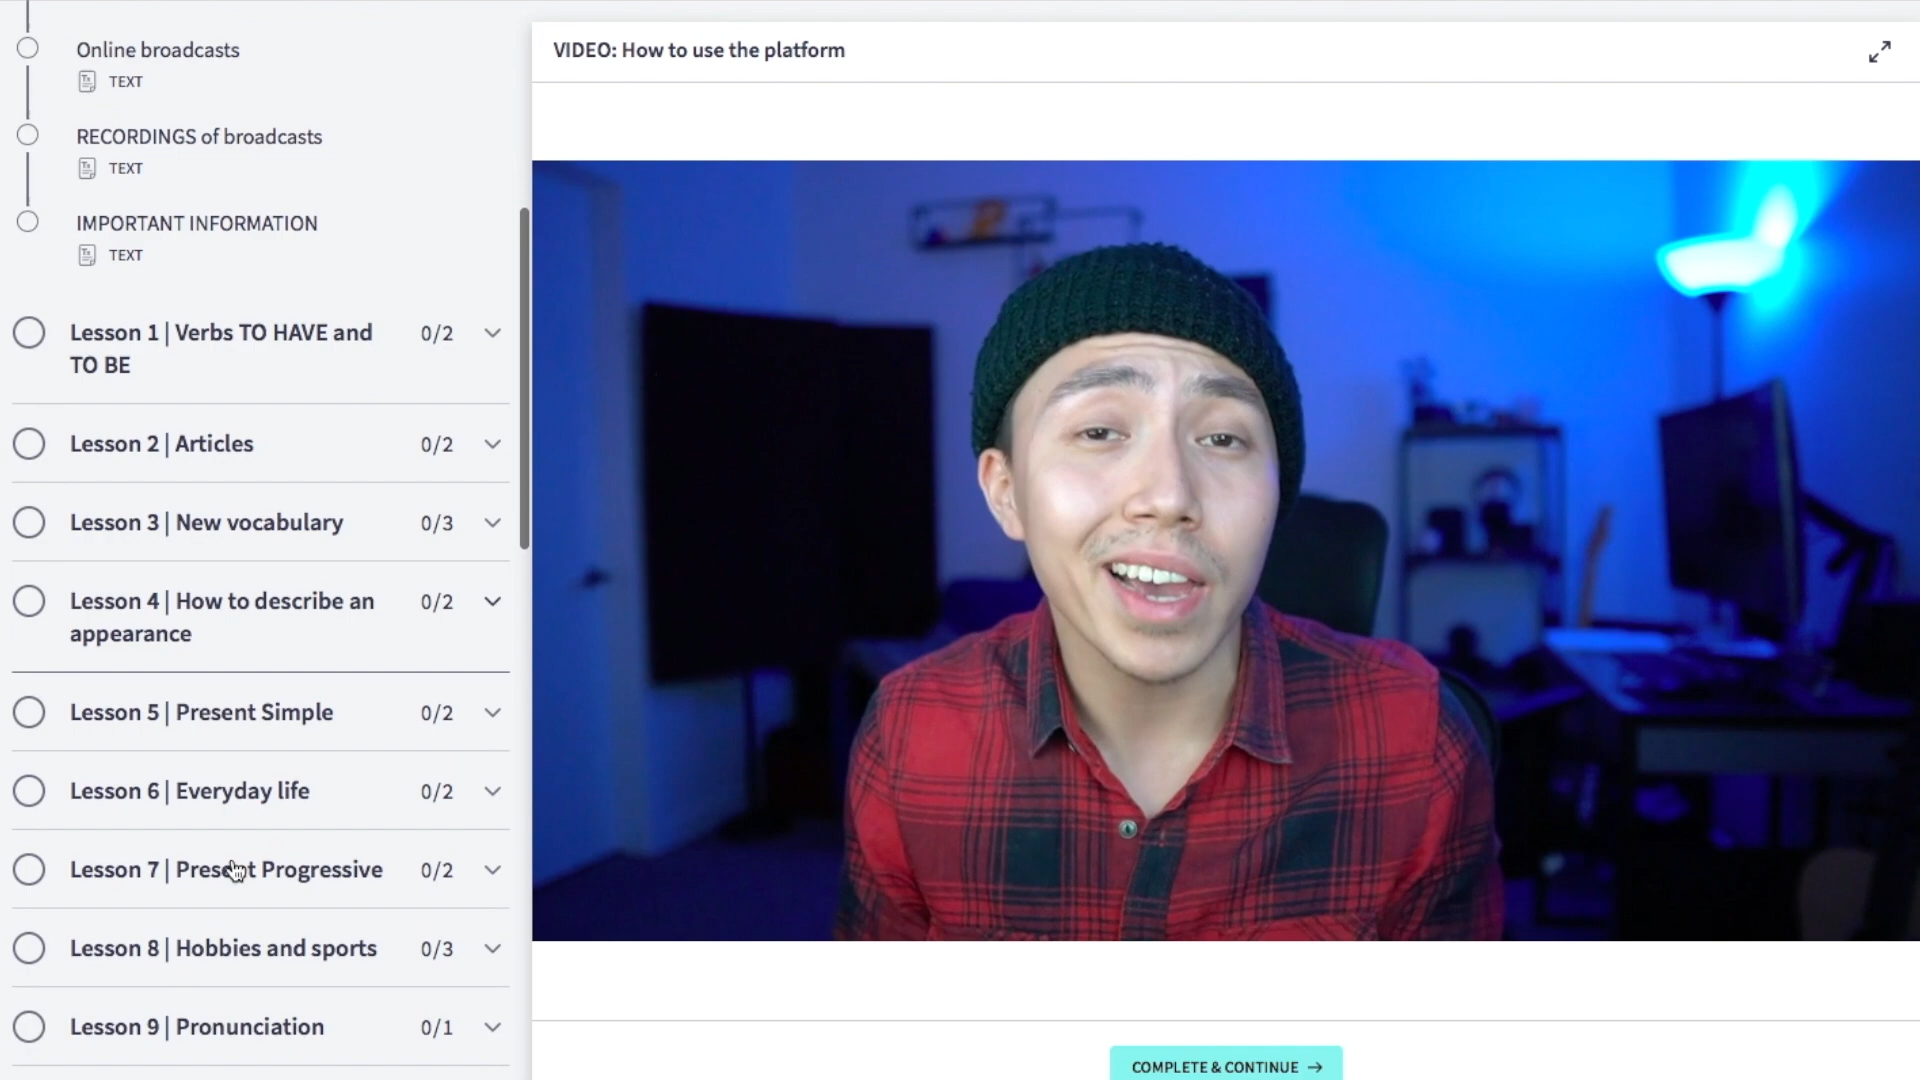 Online broadcasts
TEXT
RECORDINGS of broadcasts
TEXT
IMPORTANT INFORMATION
TEXT
Lesson 1 | Verbs TO HAVE and
TO BE
0/2
Lesson 2 | Articles 0/2
Lesson 3 | New vocabulary 0/3
Lesson 4 | How to describe an
appearance
0/2
Lesson 5 | Present Simple 0/2
Lesson 6 | Everyday life 0/2
Lesson 7 | Present Progressive 0/2
Lesson 8 | Hobbies and sports 0/3
Lesson 9 | Pronunciation 0/1
VIDEO: How to use the platform
COMPLETE & CONTINUE →